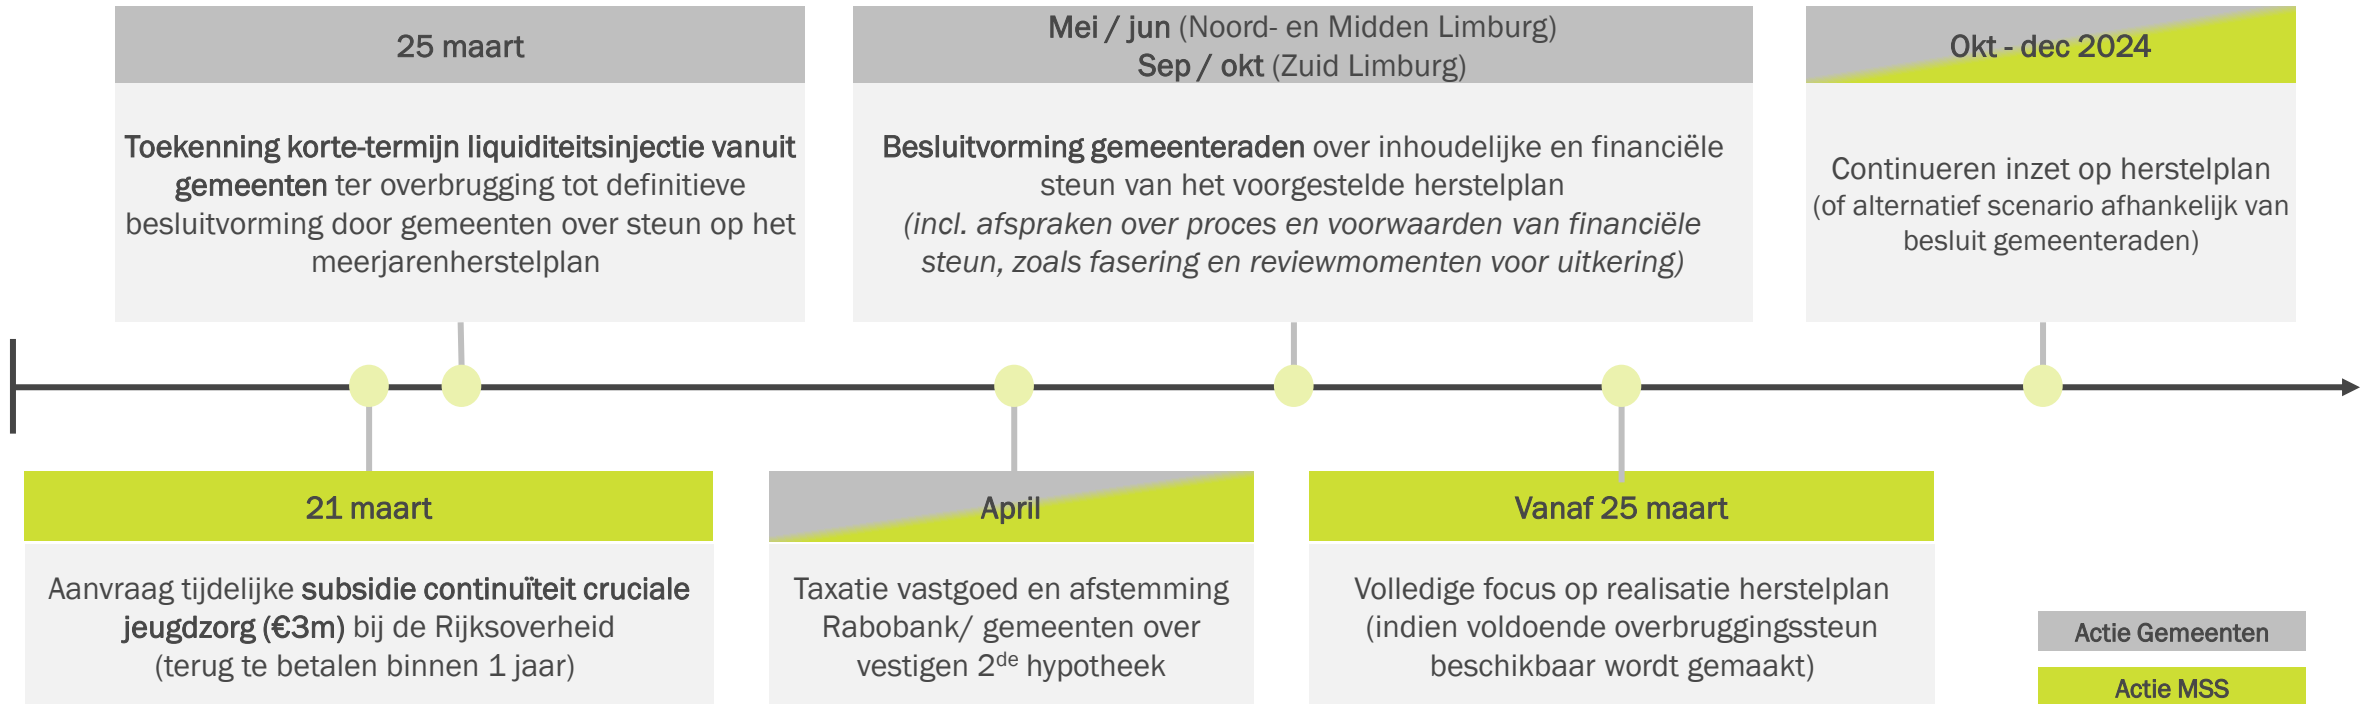 25 maart
Toekenning korte-termijn liquiditeitsinjectie vanuit
gemeenten ter overbrugging tot definitieve
besluitvorming door gemeenten over steun op het
meerjarenherstelplan
Mei / jun (Noord- en Midden Limburg)
Sep / okt (Zuid Limburg)
Besluitvorming gemeenteraden over inhoudelijke en financiële
steun van het voorgestelde herstelplan
(incl. afspraken over proces en voorwaarden van financiële
steun, zoals fasering en reviewmomenten voor uitkering)
Okt - dec 2024
Continueren inzet op herstelplan
(of alternatief scenario afhankelijk van
besluit gemeenteraden)
21 maart
Aanvraag tijdelijke subsidie continuïteit cruciale
jeugdzorg (€3m) bij de Rijksoverheid
(terug te betalen binnen 1 jaar)
April
Taxatie vastgoed en afstemming
Rabobank/ gemeenten over
vestigen 2de hypotheek
Vanaf 25 maart
Volledige focus op realisatie herstelplan
(indien voldoende overbruggingssteun
beschikbaar wordt gemaakt)
Actie Gemeenten
Actie MSS